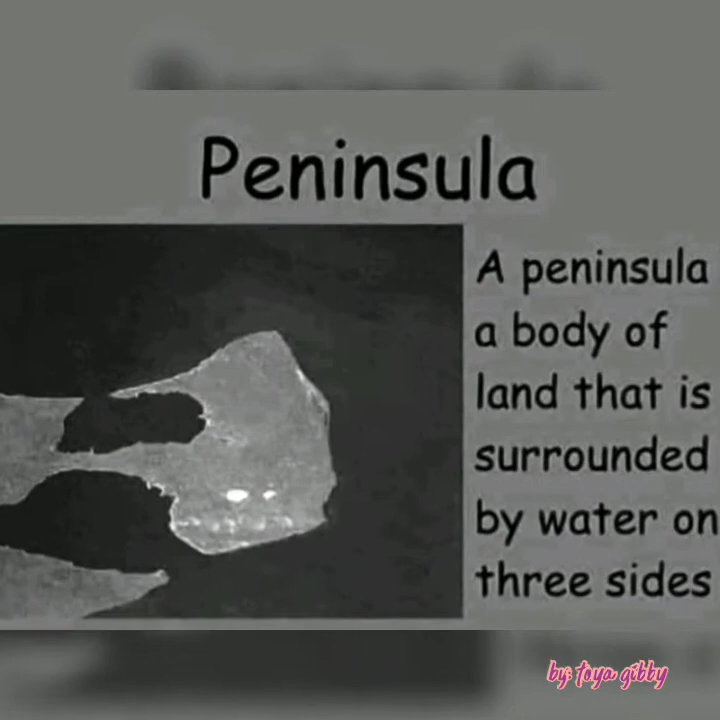 Peninsula
A peninsula
a body of
land that is
surrounded
by water on
three sides
by: toya gibby